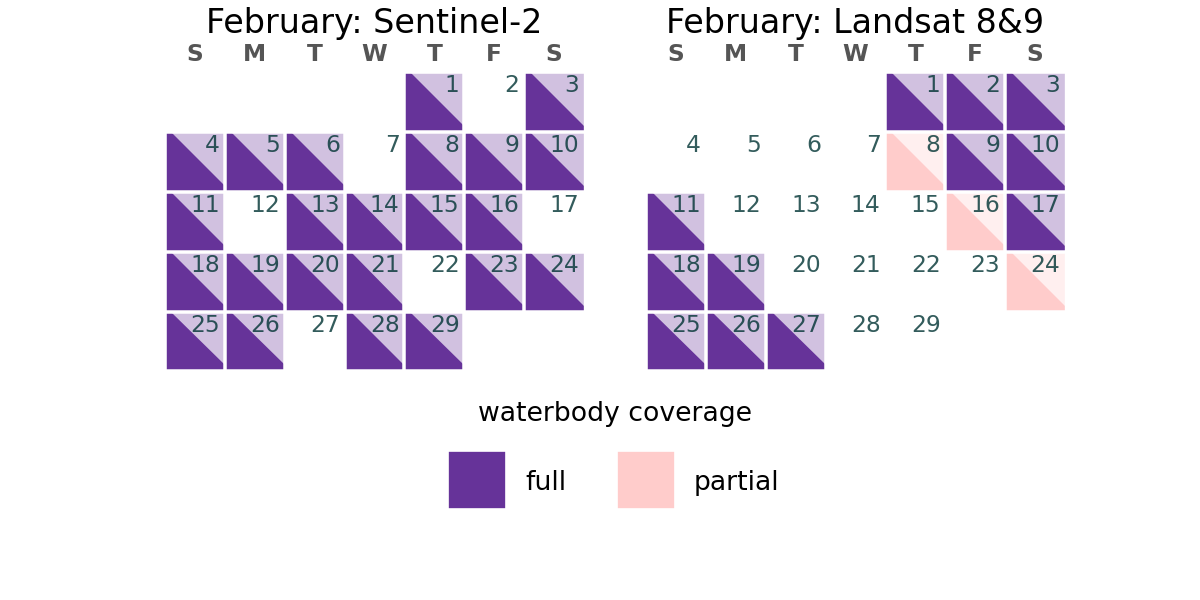 February: Sentinel-2
S M T W T F S
1 2 3
4 5 6 7 8 9 10
11 12 13 14 15 16 17
18 19 20 21 22 23 24
25 26 27 28 29
February: Landsat 8&9
S M T W T F S
1 2 3
4 5 6 7 8 9 10
11 12 13 14 15 16 17
18 19 20 21 22 23 24
25 26 27 28 29
waterbody coverage
full partial